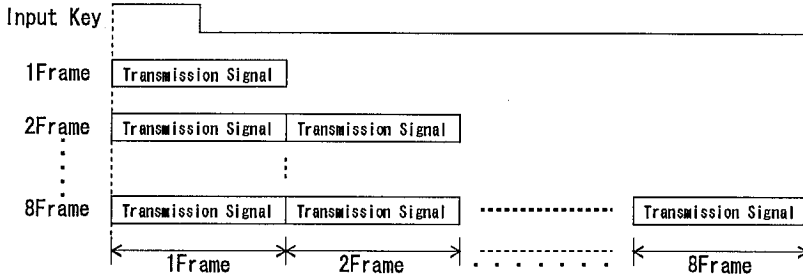 Input Key
1Frame Transmission Signal
2Frame Transmission Signal Transmission Signal
8Frame Transmission Signal Transmission Signal Transmission Signal
1Frame 2Frame 8Frame